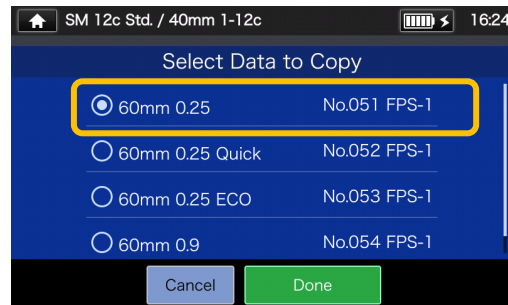 SM 12c Std. / 40mm 1-12c 16:24
Select Data to Copy
60mm 0.25 No.051 FPS-1
60mm 0.25 Quick No.052 FPS-1
60mm 0.25 ECO No.053 FPS-1
60mm 0.9 No.054 FPS-1
Cancel Done